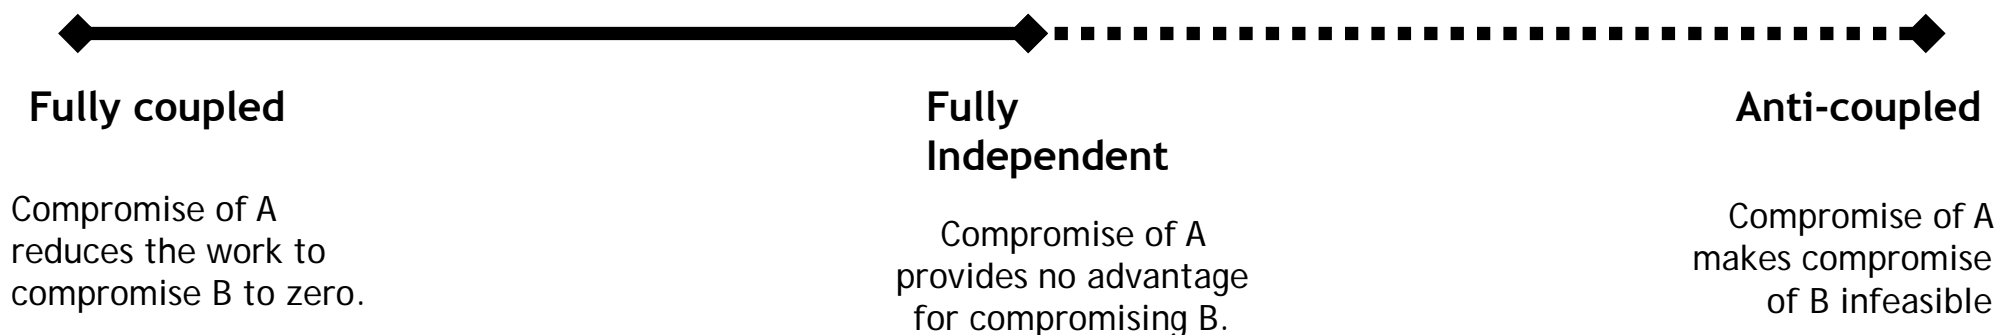 Fully coupled
Compromise of A
reduces the work to
compromise B to zero.
Fully
Independent
Compromise of A
provides no advantage
for compromising B.
Anti-coupled
Compromise of A
makes compromise
of B infeasible